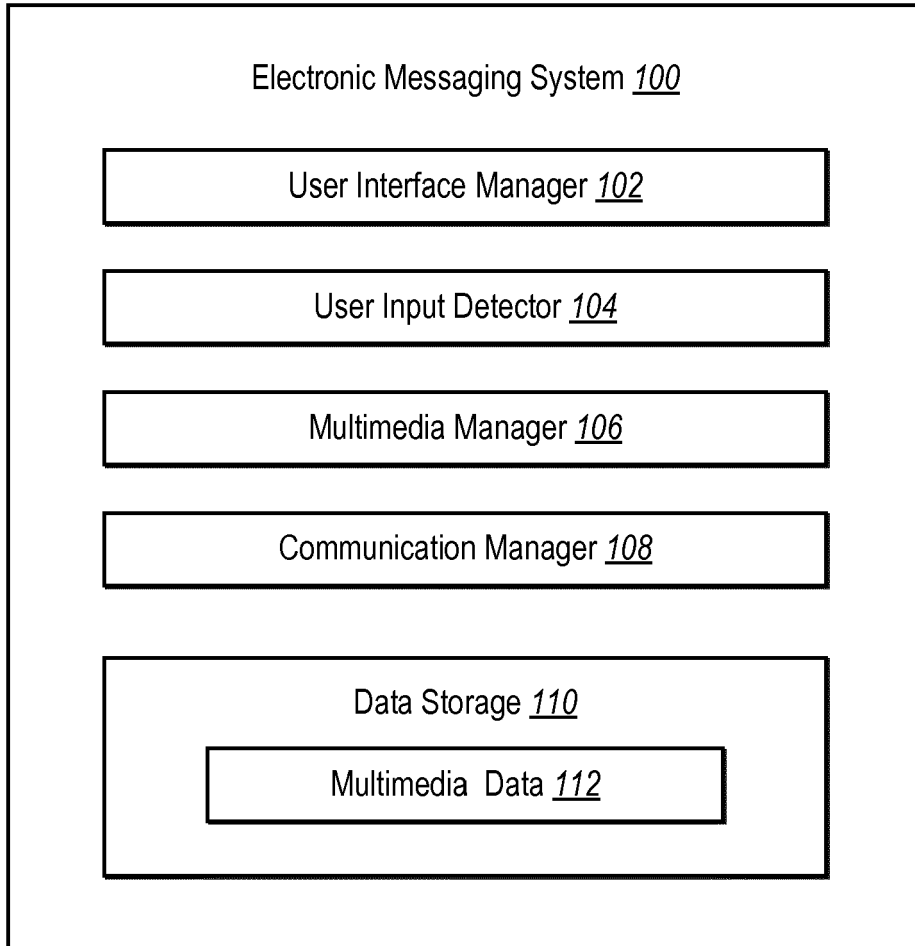 Electronic Messaging System 100
User Interface Manager 102
User Input Detector 104
Multimedia Manager 106
Communication Manager 108
Data Storage 110
Multimedia Data 112